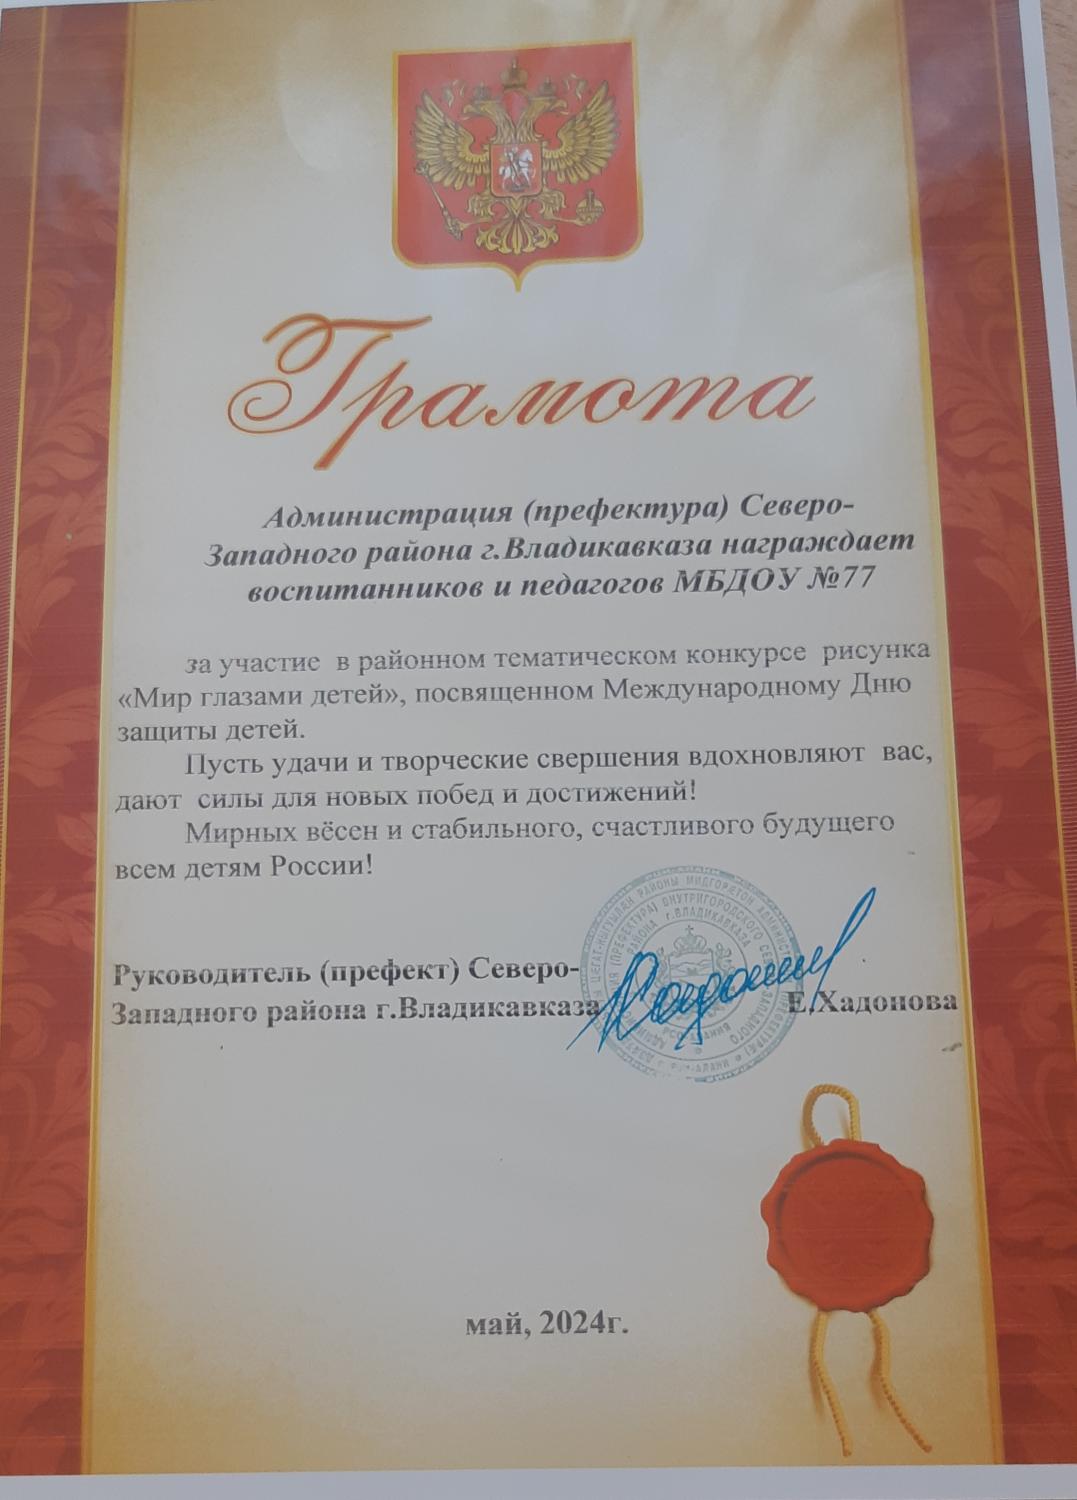 Грамота
Администрация (префектура) Северо-
Западного района г.Владикавказа награждает
воспитанников и педагогов МБДОУ №77
за участие в районном тематическом конкурсе рисунка
«Мир глазами детей», посвященном Международному Дню
защиты детей.
Пусть удачи и творческие свершения вдохновляют вас,
дают силы для новых побед и достижений!
Мирных вёсен и стабильного, счастливого будущего
всем детям России!
Руководитель (префект) Северо-
Западного района г.Владикавказа Е.Хадонова
РАЙОНА г.ВЛАДИКАВКАЗА
май, 2024г.